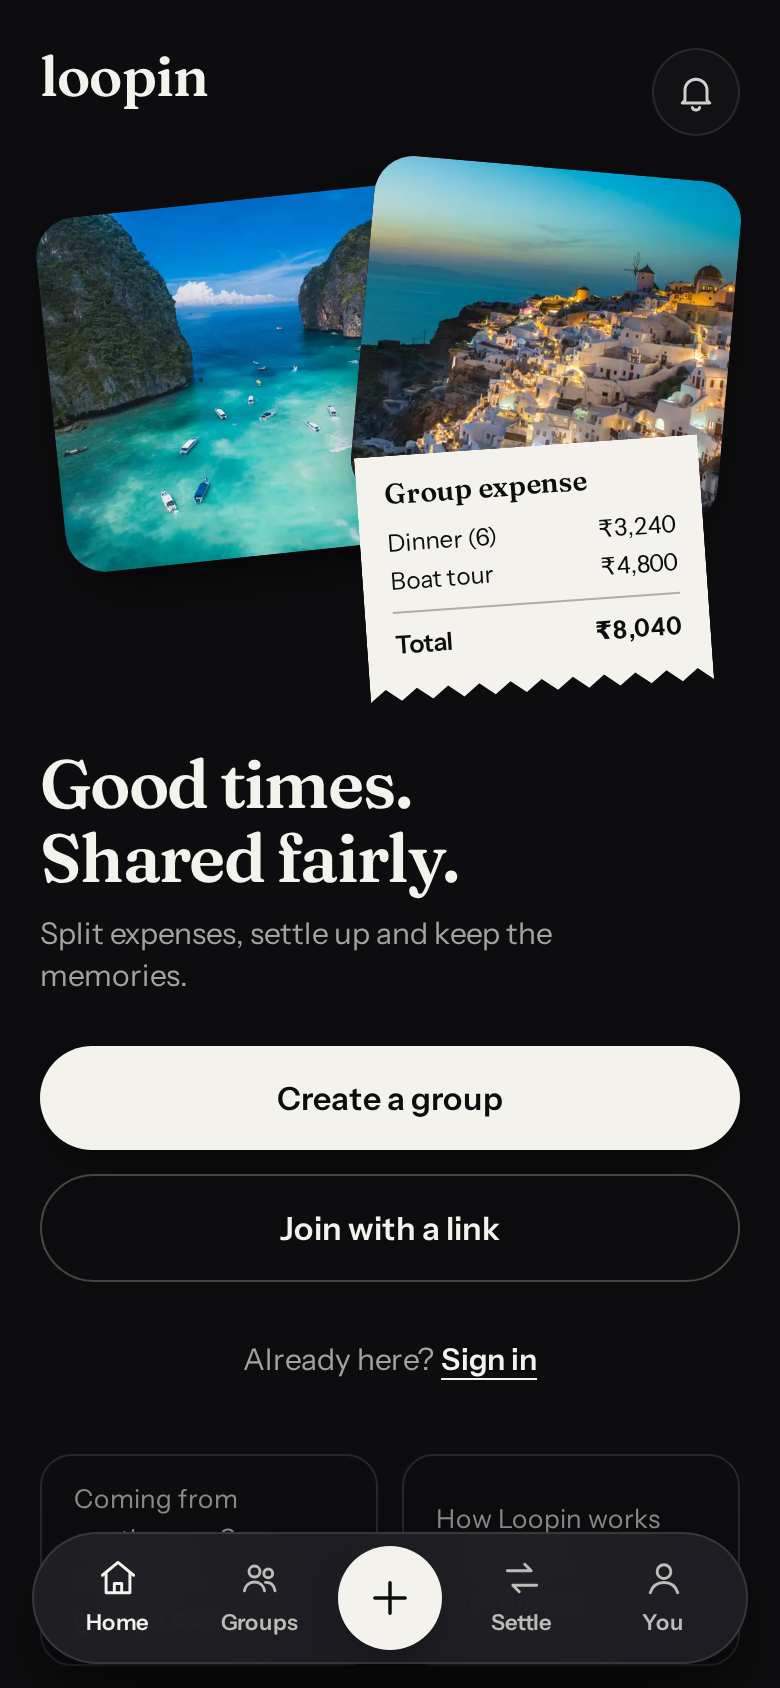 loopin
Group expense
Dinner (6) ₹3,240
Boat tour ₹4,800
Total ₹8,040
Good times.
Shared fairly.
Split expenses, settle up and keep the
memories.
Create a group
Join with a link
Already here? Sign in
Coming from
How Loopin works
Home
Groups
Settle
You